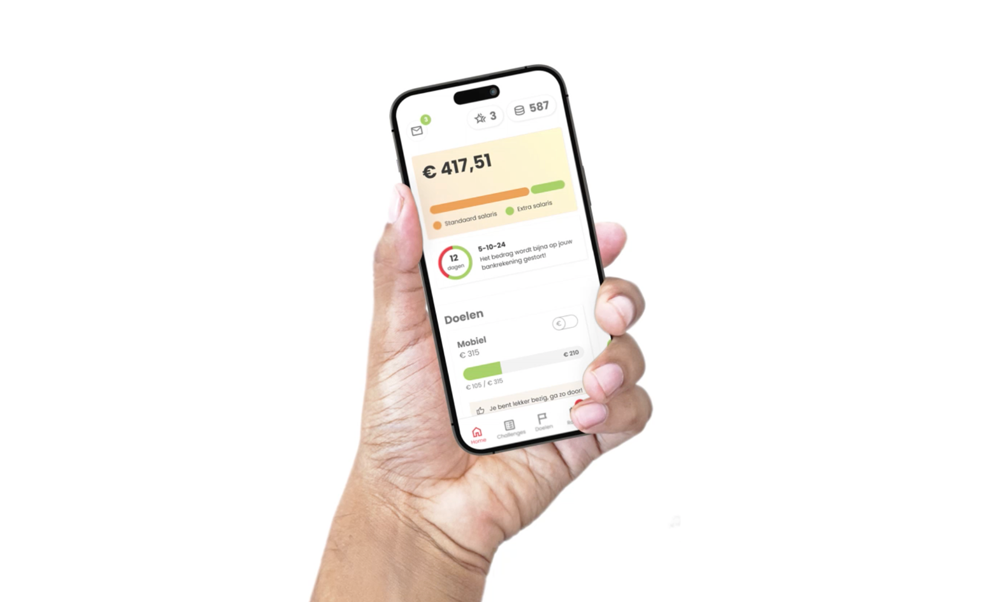 3
3
587
€ 417,51
Standaard salaris
Extra salaris
12
dagen
5-10-24
Het bedrag wordt bijna op jouw
bankrekening gestort!
Doelen
€
Mobiel
€ 315
€ 210
€ 105 / € 315
Je bent lekker bezig, ga zo door!
Home
Challenges
Doelen